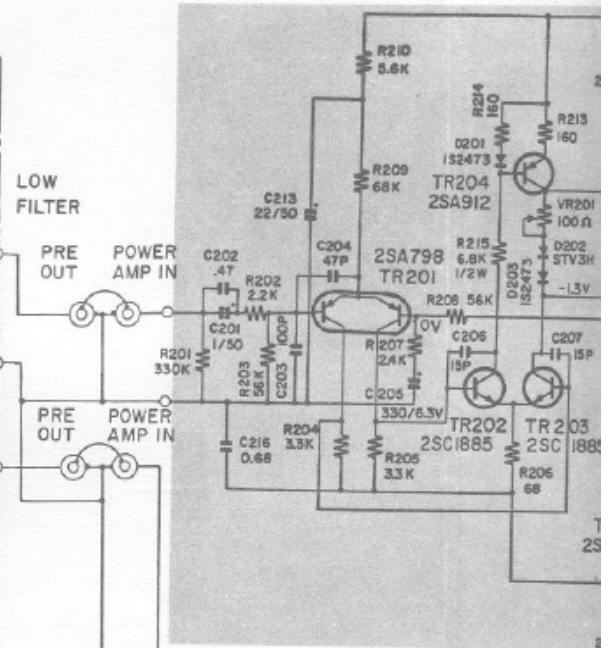 R210
5.6K
R214
160
R213
160
D201
1S2473
TR204
2SA912
R209
68K
LOW
FILTER
C213
22/50
VR201
100Ω
C204
47P
2SA798
TR201
R215
6.8K
1/2W
D202
STV3H
D203
1S2473
-1.3V
PRE
OUT
POWER
AMP IN
C202
.47
R202
2.2K
R208 56K
C201
1/50
0V
C206
15P
C207
15P
R201
330K
R203
56K
C203
100P
R207
2.4K
C205
330/6.3V
PRE
OUT
POWER
AMP IN
R204
3.3K
TR202
2SC1885
TR203
2SC1885
C216
0.68
R205
3.3K
R206
68
2S